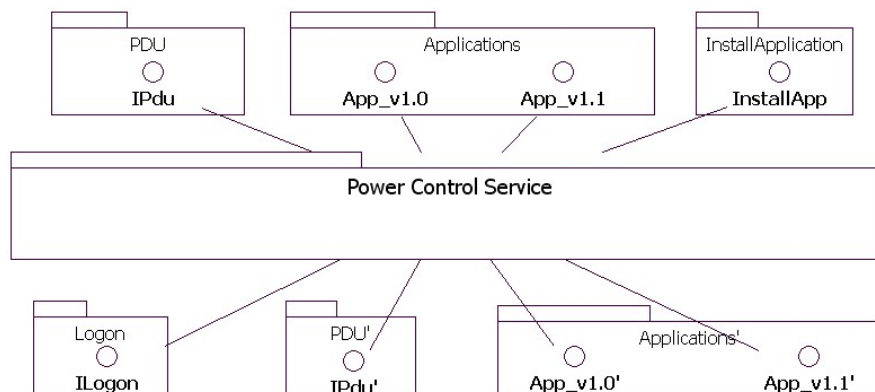 PDU Applications InstallApplication
IPdu App_v1.0 App_v1.1 InstallApp
Power Control Service
Logon PDU' Applications'
ILogon IPdu' App_v1.0' App_v1.1'